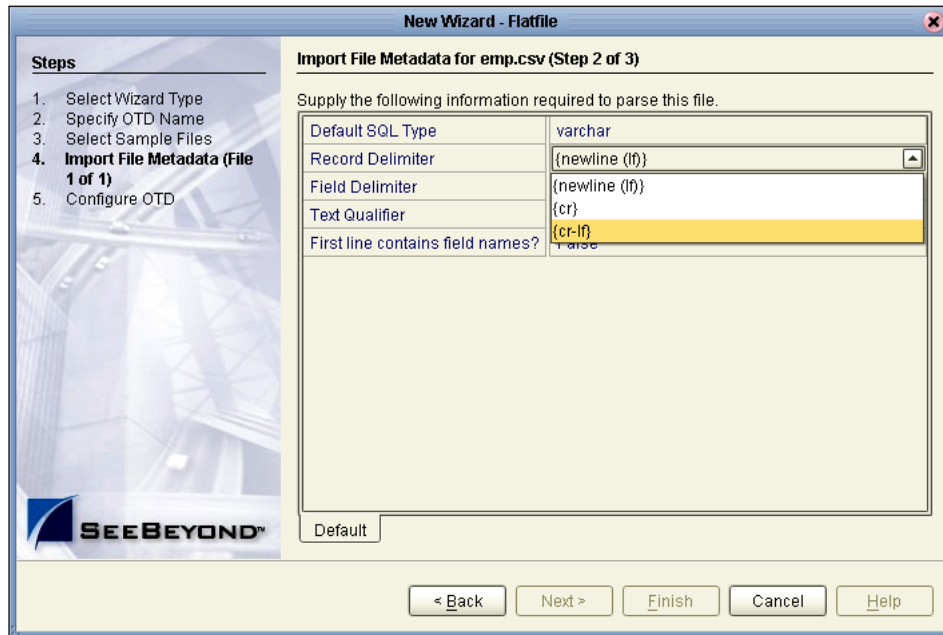 New Wizard - Flatfile
Steps
1. Select Wizard Type
2. Specify OTD Name
3. Select Sample Files
4. Import File Metadata (File
1 of 1)
5. Configure OTD
SEEBEYOND™
Import File Metadata for emp.csv (Step 2 of 3)
Supply the following information required to parse this file.
Default SQL Type varchar
Record Delimiter {newline (lf)}
Field Delimiter {newline (lf)}
{cr}
Text Qualifier {cr-lf}
First line contains field names? False
Default
< Back Next > Finish Cancel Help